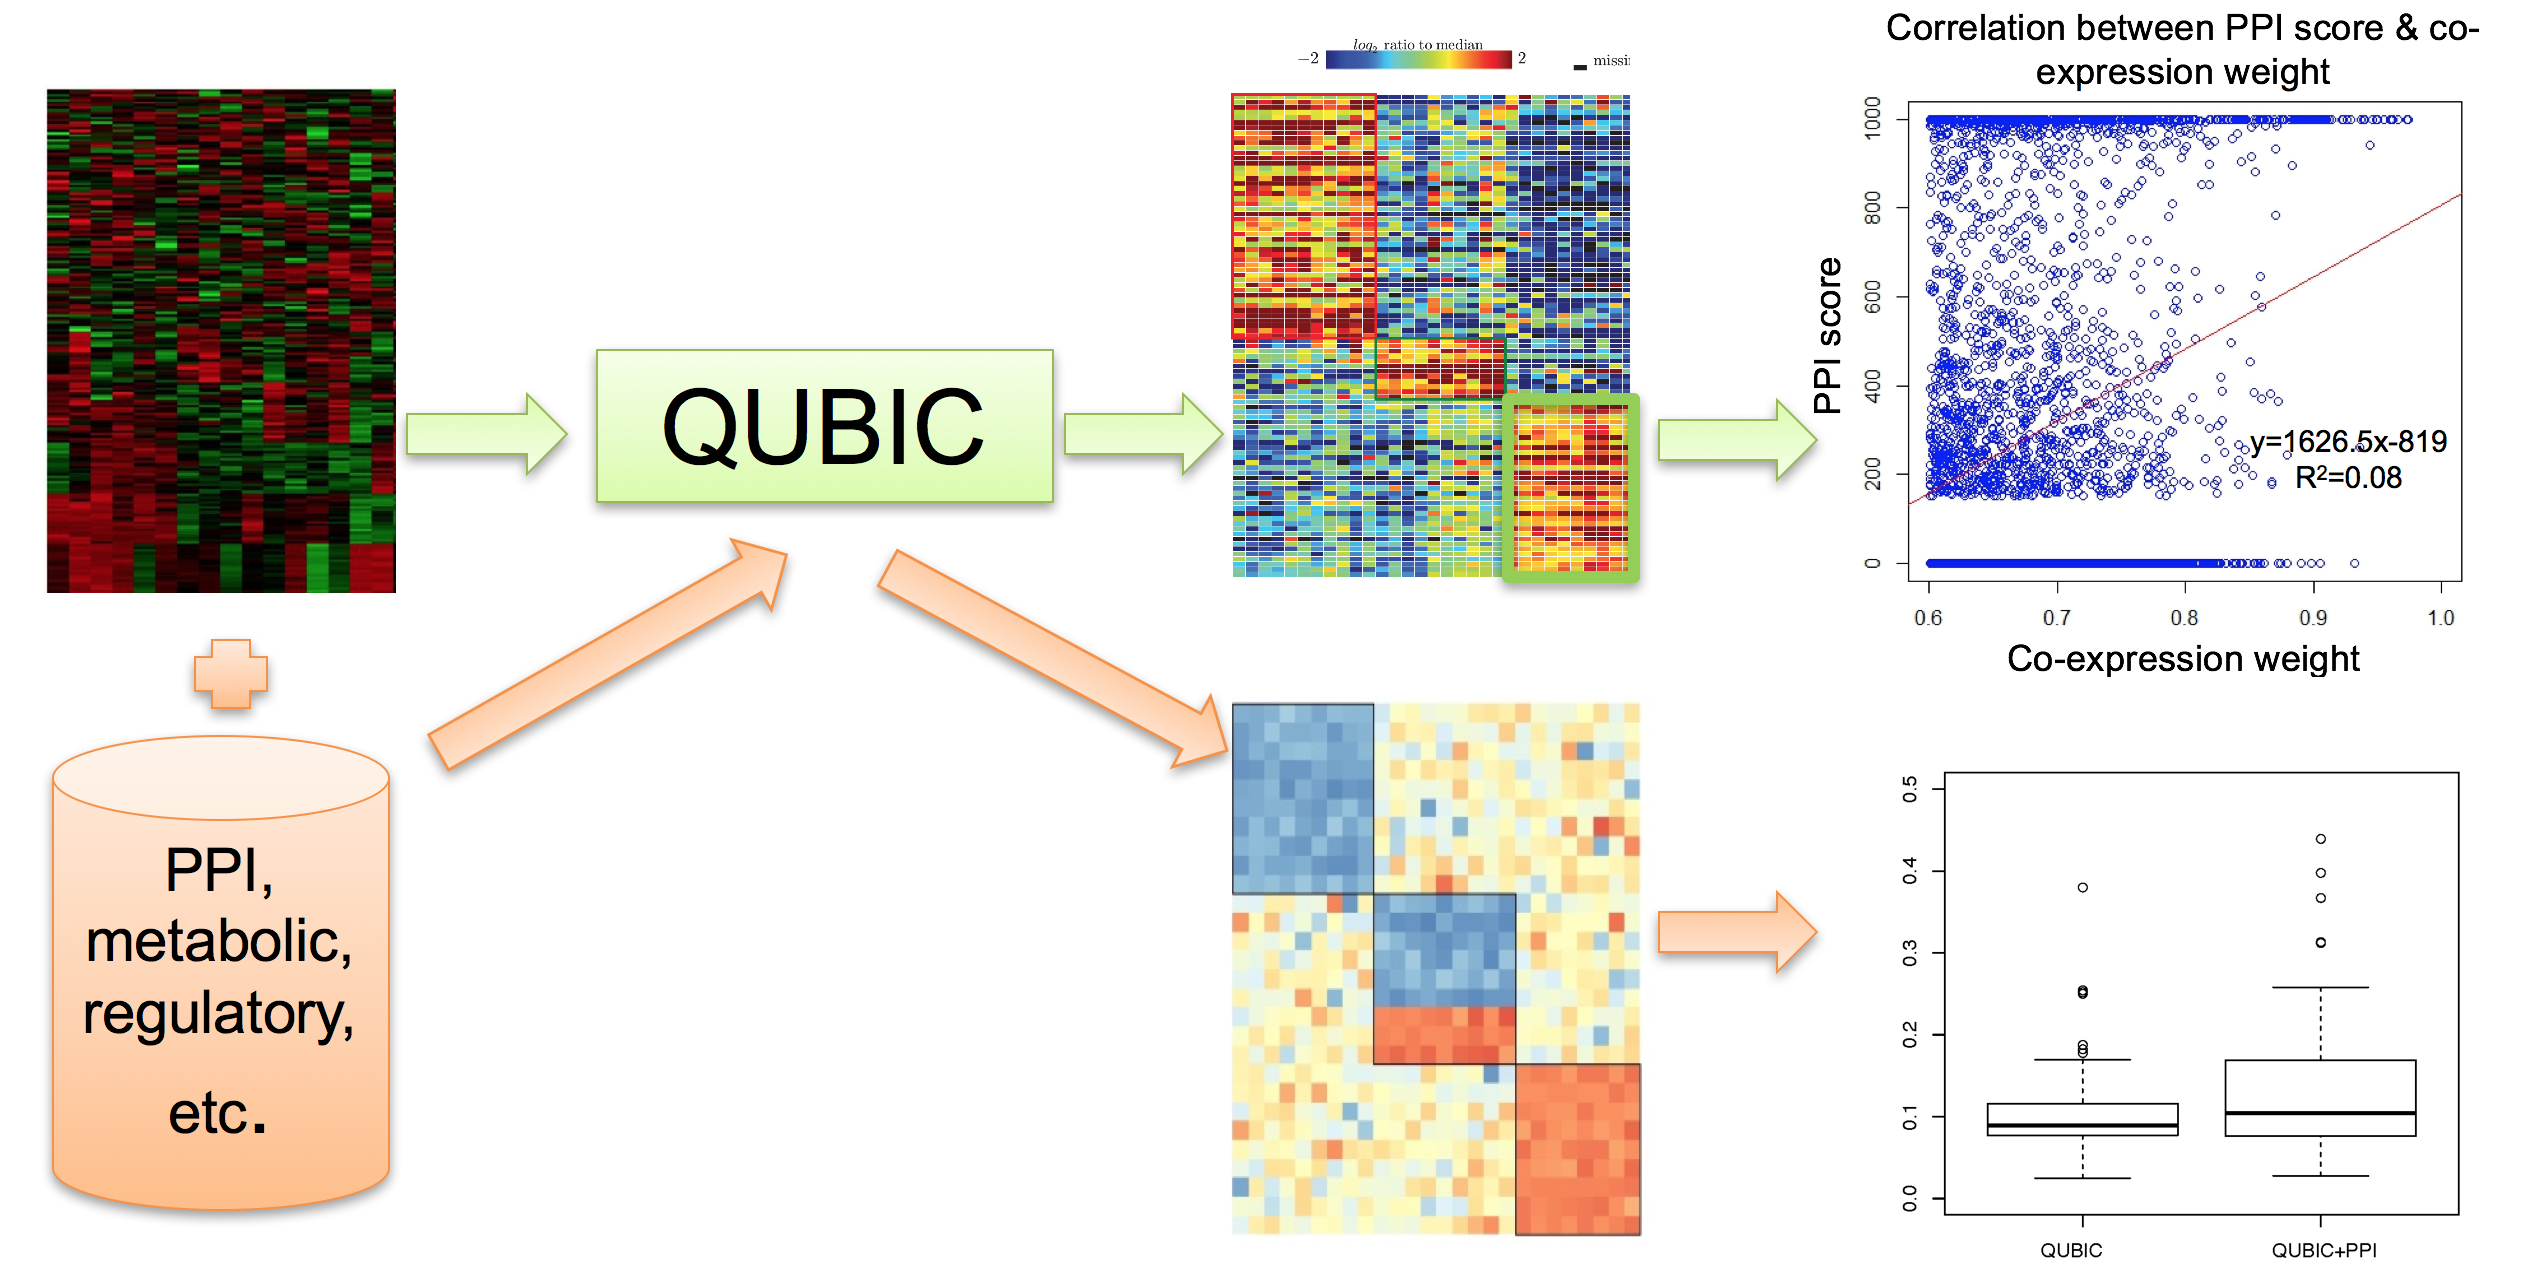 QUBIC
PPI,
metabolic,
regulatory,
etc.
log2 ratio to median
−2
2
missi
Correlation between PPI score & co-
expression weight
PPI score
1000
800
600
400
200
0
y=1626.5x-819
R²=0.08
0.6 0.7 0.8 0.9 1.0
Co-expression weight
0.5
0.4
0.3
0.2
0.1
0.0
QUBIC QUBIC+PPI